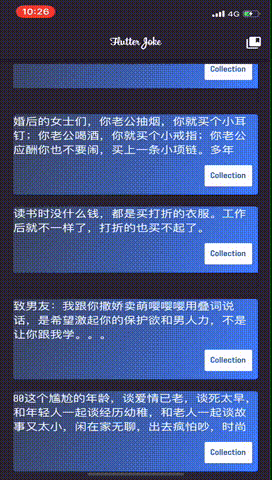 10:26
4G
Flutter Joke
Collection
婚后的女士们，你老公抽烟，你就买个小耳
钉；你老公喝酒，你就买个小戒指；你老公
应酬你也不要闹，买上一条小项链。多年
Collection
读书时没什么钱，都是买打折的衣服。工作
后就不一样了，打折的也买不起了。
Collection
致男友：我跟你撒娇卖萌嘤嘤嘤用叠词说
话，是希望激起你的保护欲和男人力，不是
让你跟我学。。。
Collection
80这个尴尬的年龄，谈爱情已老，谈死太早，
和年轻人一起谈经历幼稚，和老人一起谈故
事又太小，闲在家无聊，出去疯怕吵，时尚
Collection